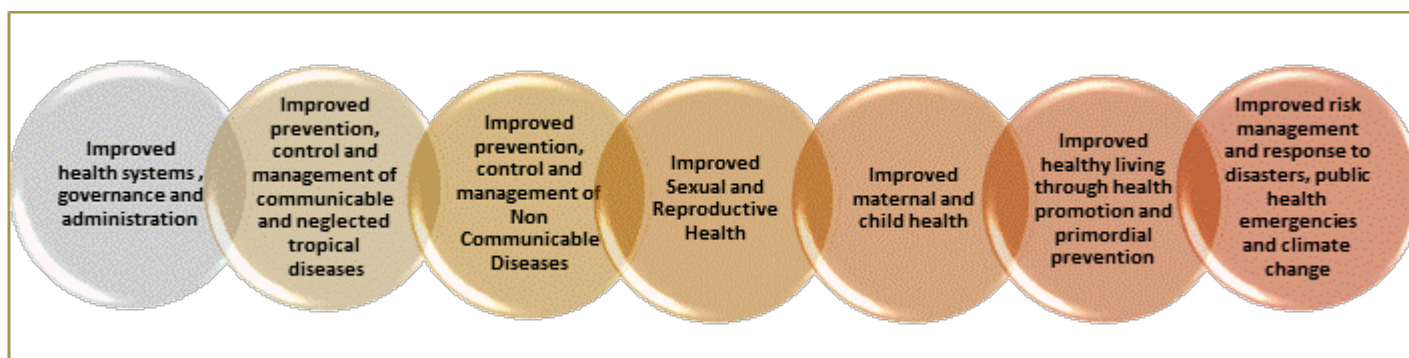 Improved
health systems ,
governance and
administration
Improved
prevention,
control and
management of
communicable
and neglected
tropical
diseases
Improved
prevention,
control and
management of
Non
Communicable
Diseases
Improved
Sexual and
Reproductive
Health
Improved
maternal and
child health
Improved
healthy living
through health
promotion and
primordial
prevention
Improved risk
management
and response to
disasters, public
health
emergencies
and climate
change